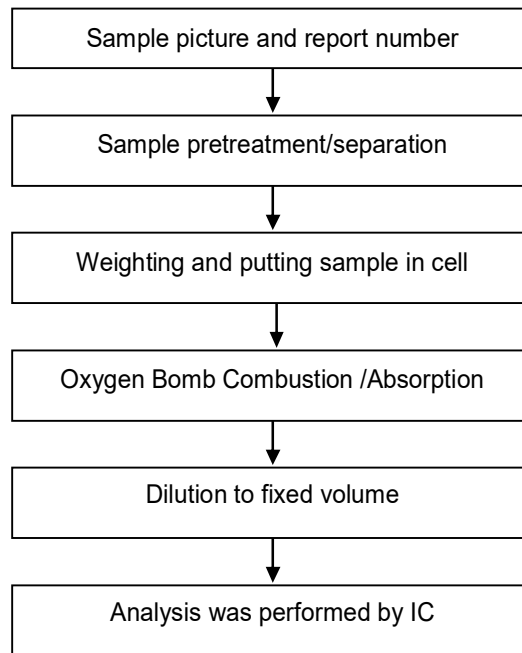 Sample picture and report number
Sample pretreatment/separation
Weighting and putting sample in cell
Oxygen Bomb Combustion /Absorption
Dilution to fixed volume
Analysis was performed by IC